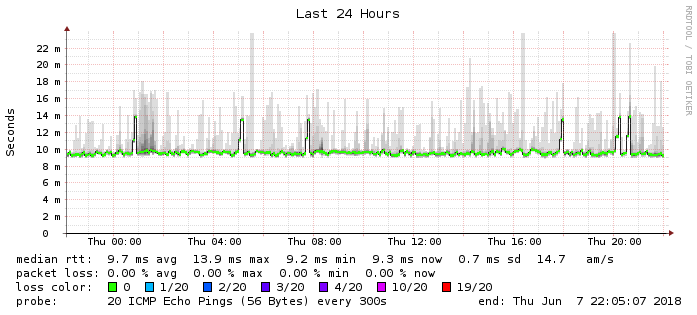 Last 24 Hours
RRDTOOL / TOBI OETIKER
Seconds
22 m
20 m
18 m
16 m
14 m
12 m
10 m
8 m
6 m
4 m
2 m
0
Thu 00:00 Thu 04:00 Thu 08:00 Thu 12:00 Thu 16:00 Thu 20:00
median rtt: 9.7 ms avg 13.9 ms max 9.2 ms min 9.3 ms now 0.7 ms sd 14.7 am/s
packet loss: 0.00 % avg 0.00 % max 0.00 % min 0.00 % now
loss color: 0 1/20 2/20 3/20 4/20 10/20 19/20
probe: 20 ICMP Echo Pings (56 Bytes) every 300s end: Thu Jun 7 22:05:07 2018